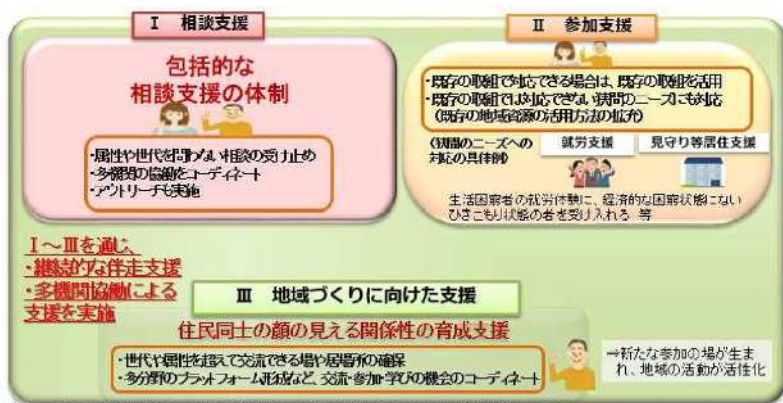 Ⅰ 相談支援
包括的な
相談支援の体制
・属性や世代を問わない相談の受け止め
・多機関の協働をコーディネート
・アウトリーチも実施
Ⅱ 参加支援
・既存の取組で対応できる場合は、既存の取組を活用
・既存の取組では対応できない狭間のニーズにも対応
(既存の地域資源の活用方法の拡充)
(狭間のニーズへの
対応の具体例)
就労支援
見守り等居住支援
生活困窮者の就労体験に、経済的な困窮状態にない
ひきこもり状態の者を受け入れる 等
Ⅰ~Ⅲを通じ、
・継続的な伴走支援
・多機関協働による
支援を実施
Ⅲ 地域づくりに向けた支援
住民同士の顔の見える関係性の育成支援
・世代や属性を超えて交流できる場や居場所の確保
・多分野のプラットフォーム形成など、交流・参加・学びの機会のコーディネート
⇒新たな参加の場が生ま
れ、地域の活動が活性化